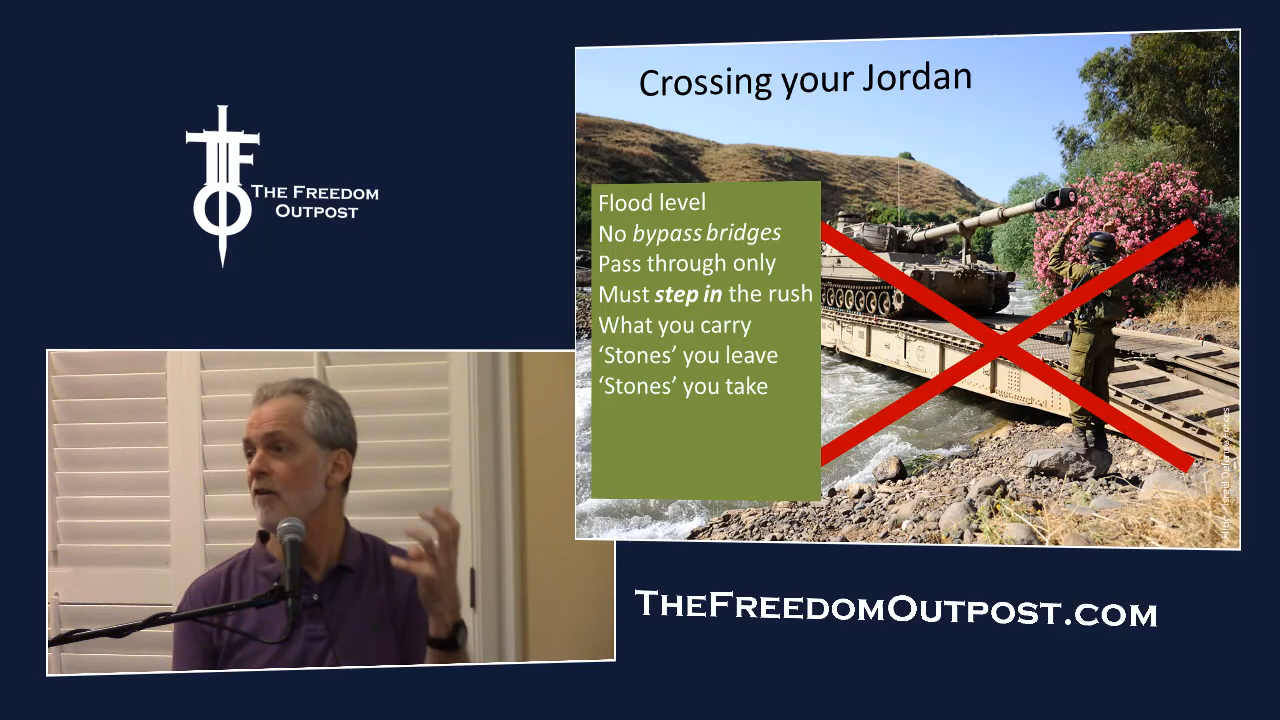 The Freedom
Outpost
Crossing your Jordan
Flood level
No bypass bridges
Pass through only
Must step in the rush
What you carry
‘Stones’ you leave
‘Stones’ you take
TheFreedomOutpost.com